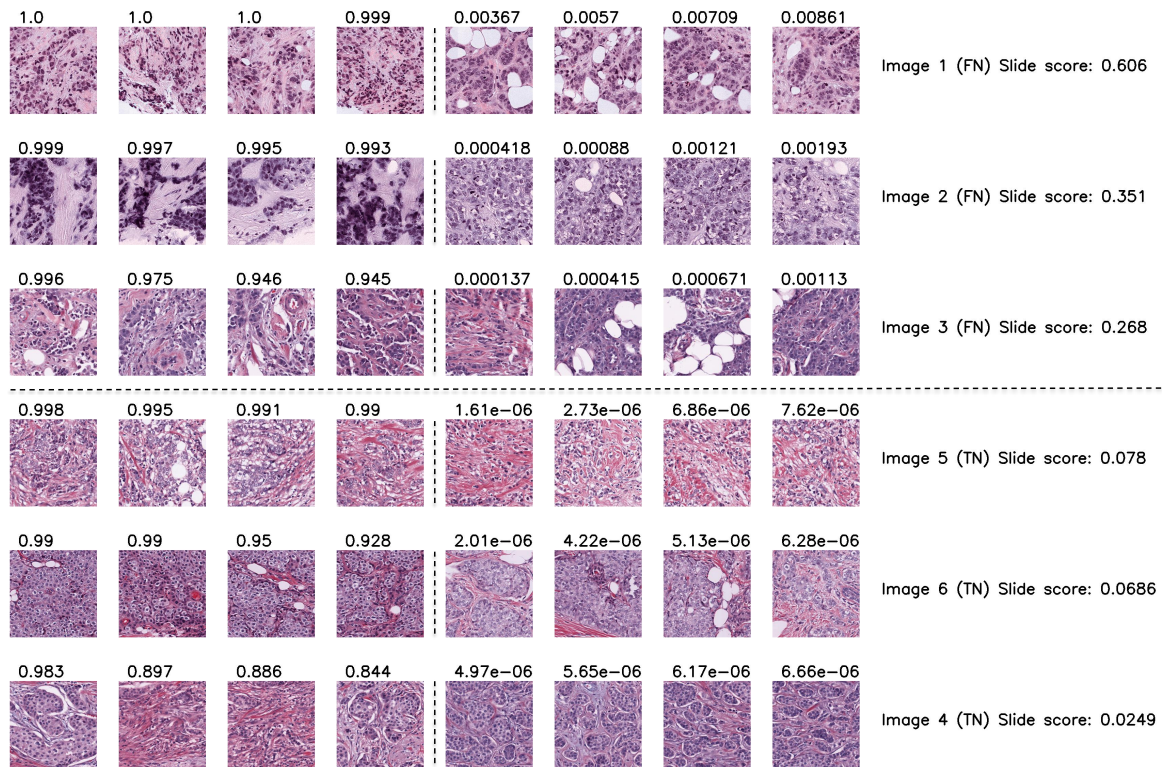 1.0 1.0 1.0 0.999 0.00367 0.0057 0.00709 0.00861
Image 1 (FN) Slide score: 0.606
0.999 0.997 0.995 0.993 0.000418 0.00088 0.00121 0.00193
Image 2 (FN) Slide score: 0.351
0.996 0.975 0.946 0.945 0.000137 0.000415 0.000671 0.00113
Image 3 (FN) Slide score: 0.268
0.998 0.995 0.991 0.99 1.61e-06 2.73e-06 6.86e-06 7.62e-06
Image 5 (TN) Slide score: 0.078
0.99 0.99 0.95 0.928 2.01e-06 4.22e-06 5.13e-06 6.28e-06
Image 6 (TN) Slide score: 0.0686
0.983 0.897 0.886 0.844 4.97e-06 5.65e-06 6.17e-06 6.66e-06
Image 4 (TN) Slide score: 0.0249